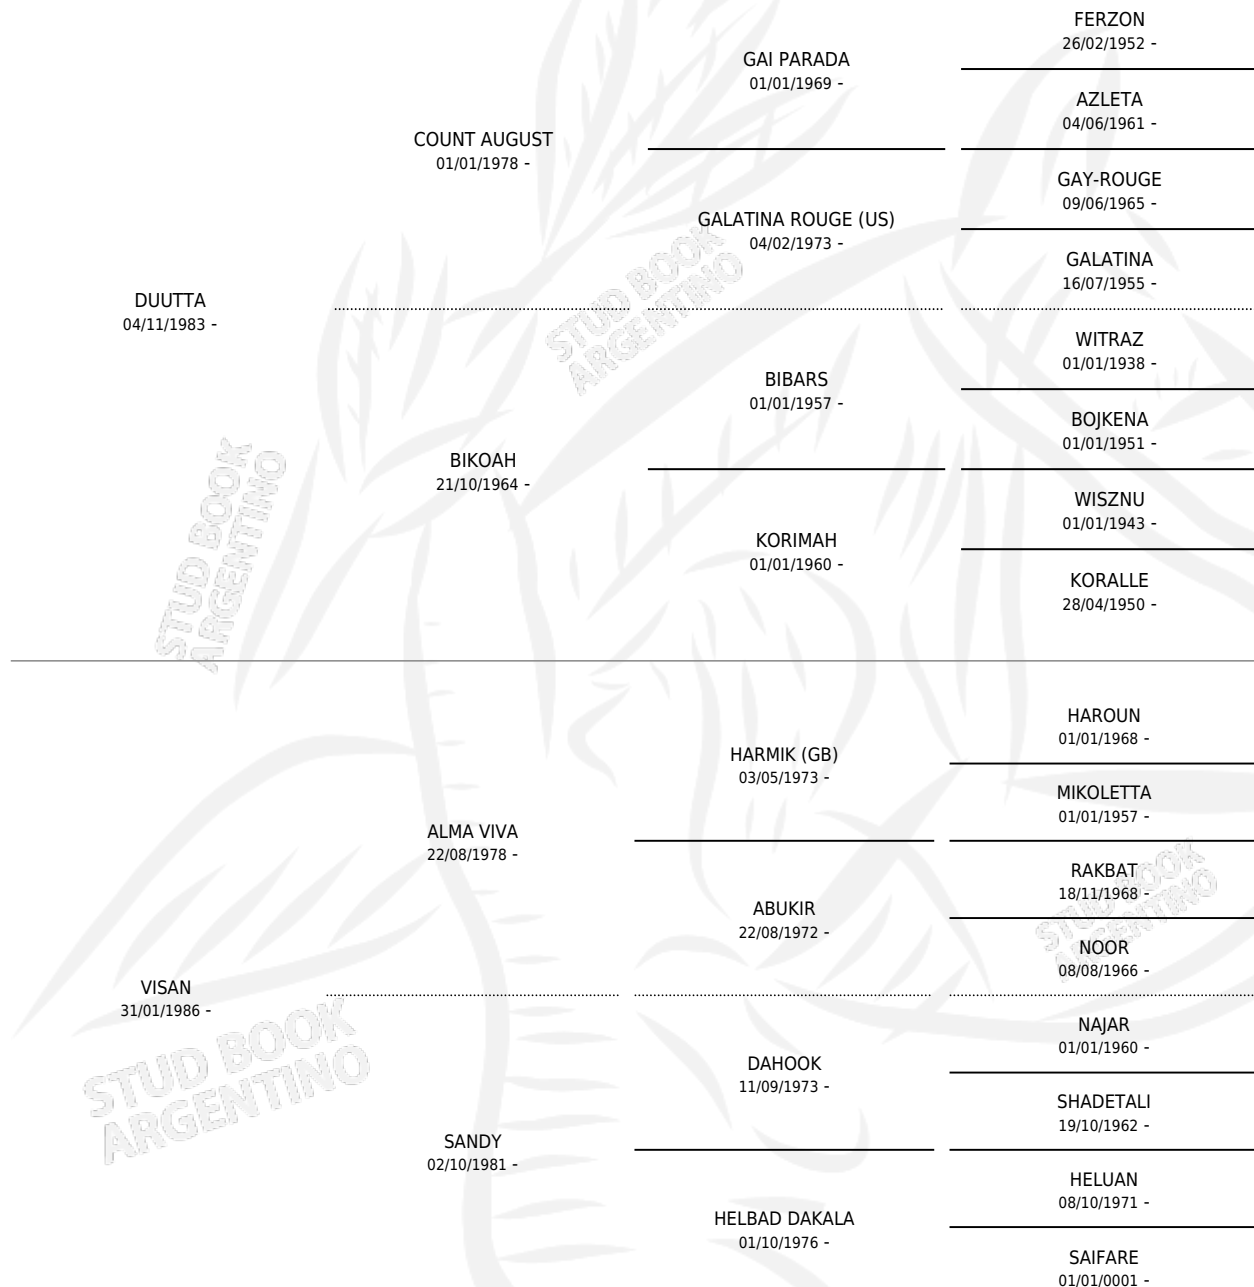 FERZON
26/02/1952 -
GAI PARADA
01/01/1969 -
AZLETA
04/06/1961 -
COUNT AUGUST
01/01/1978 -
GAY-ROUGE
09/06/1965 -
GALATINA ROUGE (US)
04/02/1973 -
GALATINA
16/07/1955 -
DUUTTA
04/11/1983 -
WITRAZ
01/01/1938 -
BIBARS
01/01/1957 -
BOJKENA
01/01/1951 -
BIKOAH
21/10/1964 -
WISZNU
01/01/1943 -
KORIMAH
01/01/1960 -
KORALLE
28/04/1950 -
HAROUN
01/01/1968 -
HARMIK (GB)
03/05/1973 -
MIKOLETTA
01/01/1957 -
ALMA VIVA
22/08/1978 -
RAKBAT
18/11/1968 -
ABUKIR
22/08/1972 -
NOOR
08/08/1966 -
VISAN
31/01/1986 -
NAJAR
01/01/1960 -
DAHOOK
11/09/1973 -
SHADETALI
19/10/1962 -
SANDY
02/10/1981 -
HELUAN
08/10/1971 -
HELBAD DAKALA
01/10/1976 -
SAIFARE
01/01/0001 -
STUD BOOK
ARGENTINO
STUD BOOK
ARGENTINO
STUD BOOK
ARGENTINO
STUD BOOK
ARGENTINO